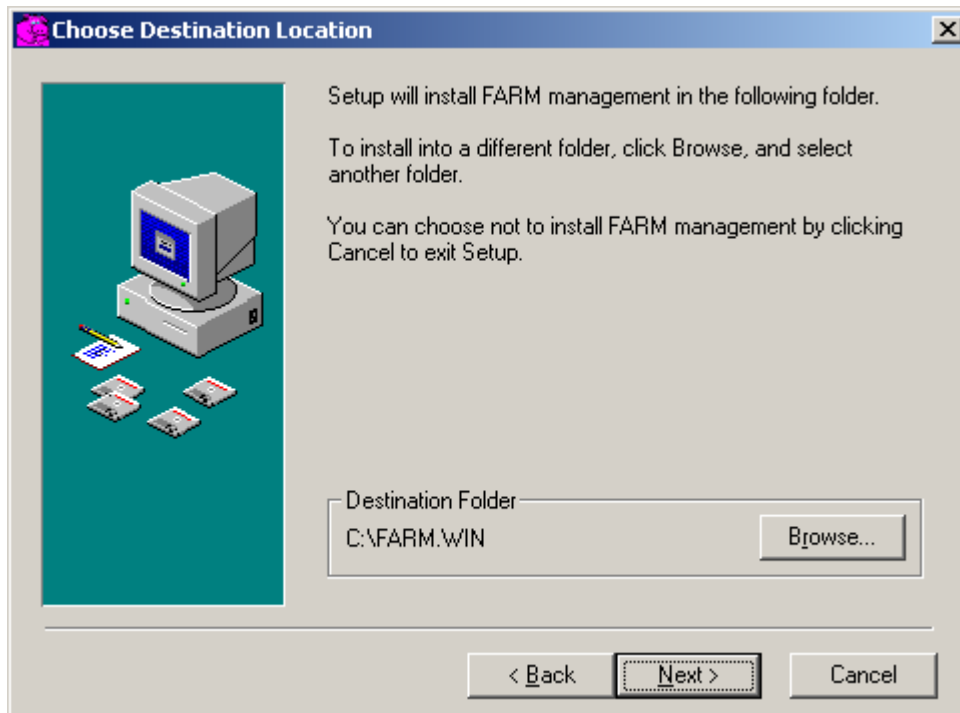 Choose Destination Location
Setup will install FARM management in the following folder.
To install into a different folder, click Browse, and select
another folder.
You can choose not to install FARM management by clicking
Cancel to exit Setup.
Destination Folder
C:\FARM.WIN
Browse...
< Back
Next >
Cancel